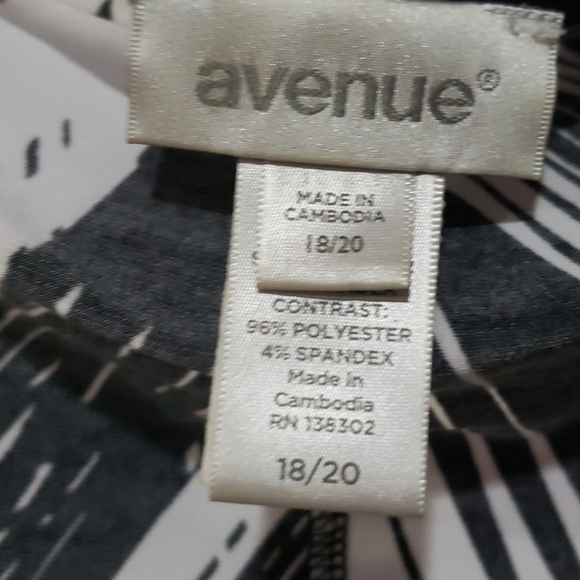 avenue®
MADE IN
CAMBODIA
18/20
CONTRAST:
96% POLYESTER
4% SPANDEX
Made In
Cambodia
RN 138302
18/20